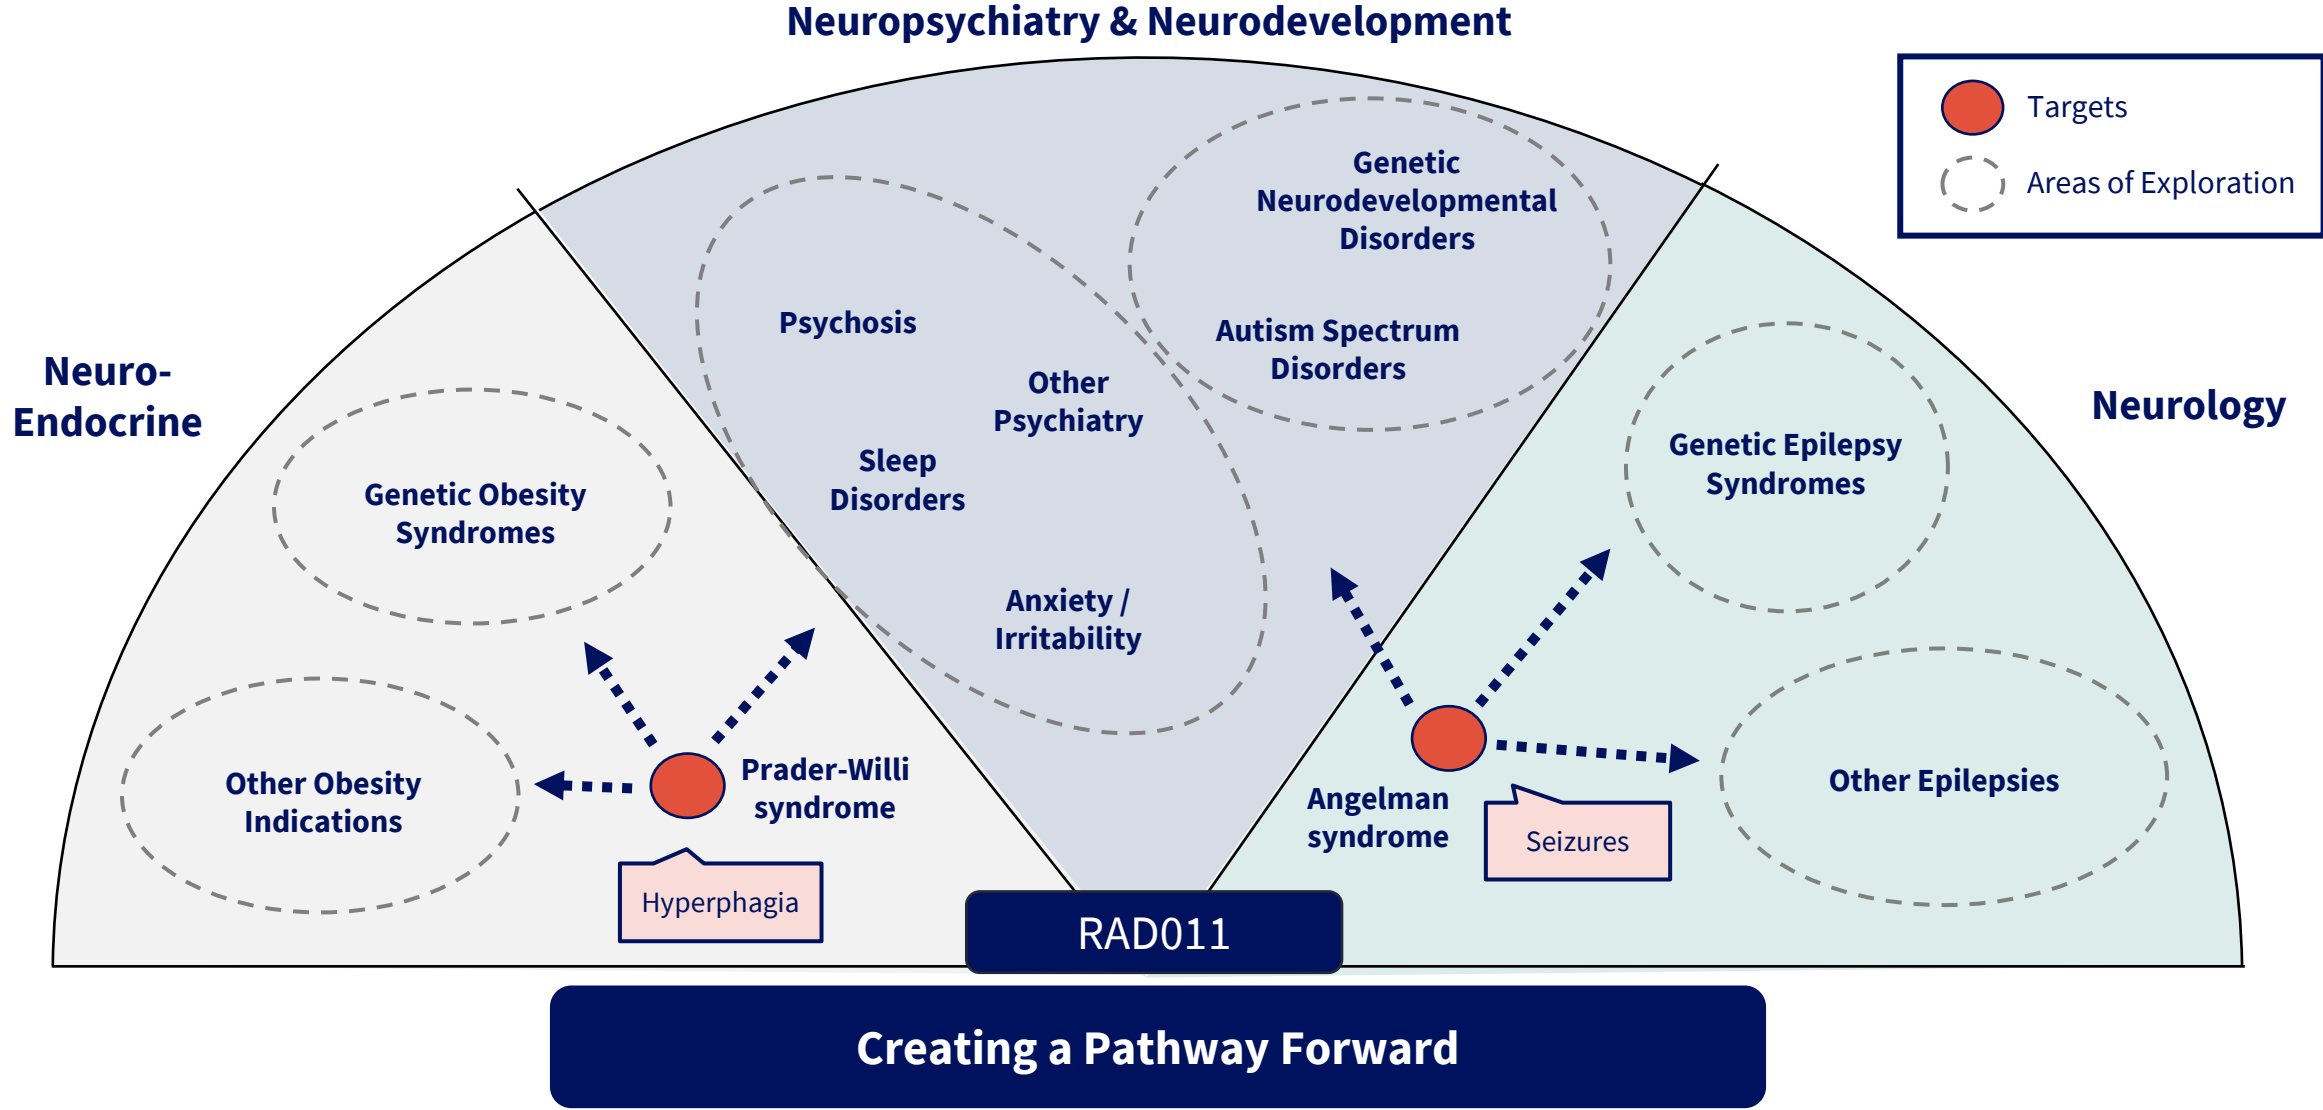 Neuropsychiatry & Neurodevelopment
Targets
Areas of Exploration
Genetic
Neurodevelopmental
Disorders
Psychosis
Autism Spectrum
Disorders
Other
Psychiatry
Sleep
Disorders
Anxiety /
Irritability
Neuro-
Endocrine
Genetic Obesity
Syndromes
Other Obesity
Indications
Prader-Willi
syndrome
Hyperphagia
Neurology
Genetic Epilepsy
Syndromes
Other Epilepsies
Angelman
syndrome
Seizures
RAD011
Creating a Pathway Forward